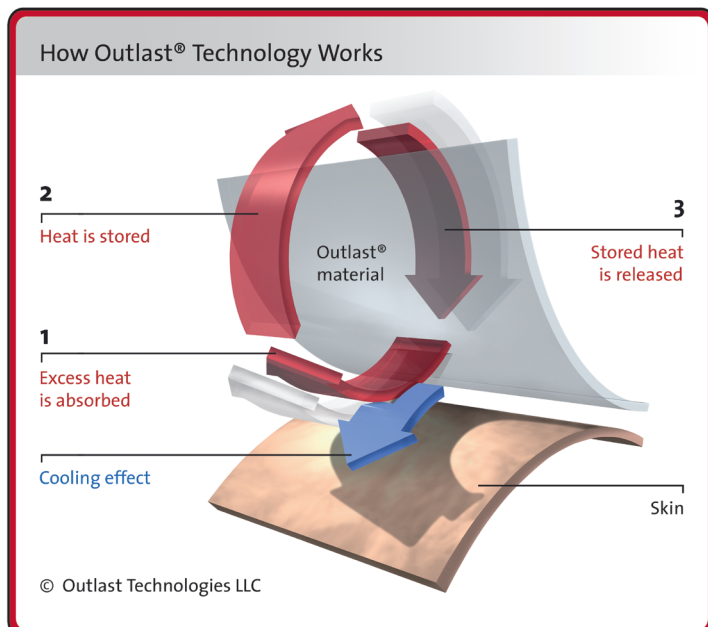 How Outlast® Technology Works
2
Heat is stored
3
Stored heat
is released
Outlast®
material
1
Excess heat
is absorbed
Cooling effect
Skin
© Outlast Technologies LLC